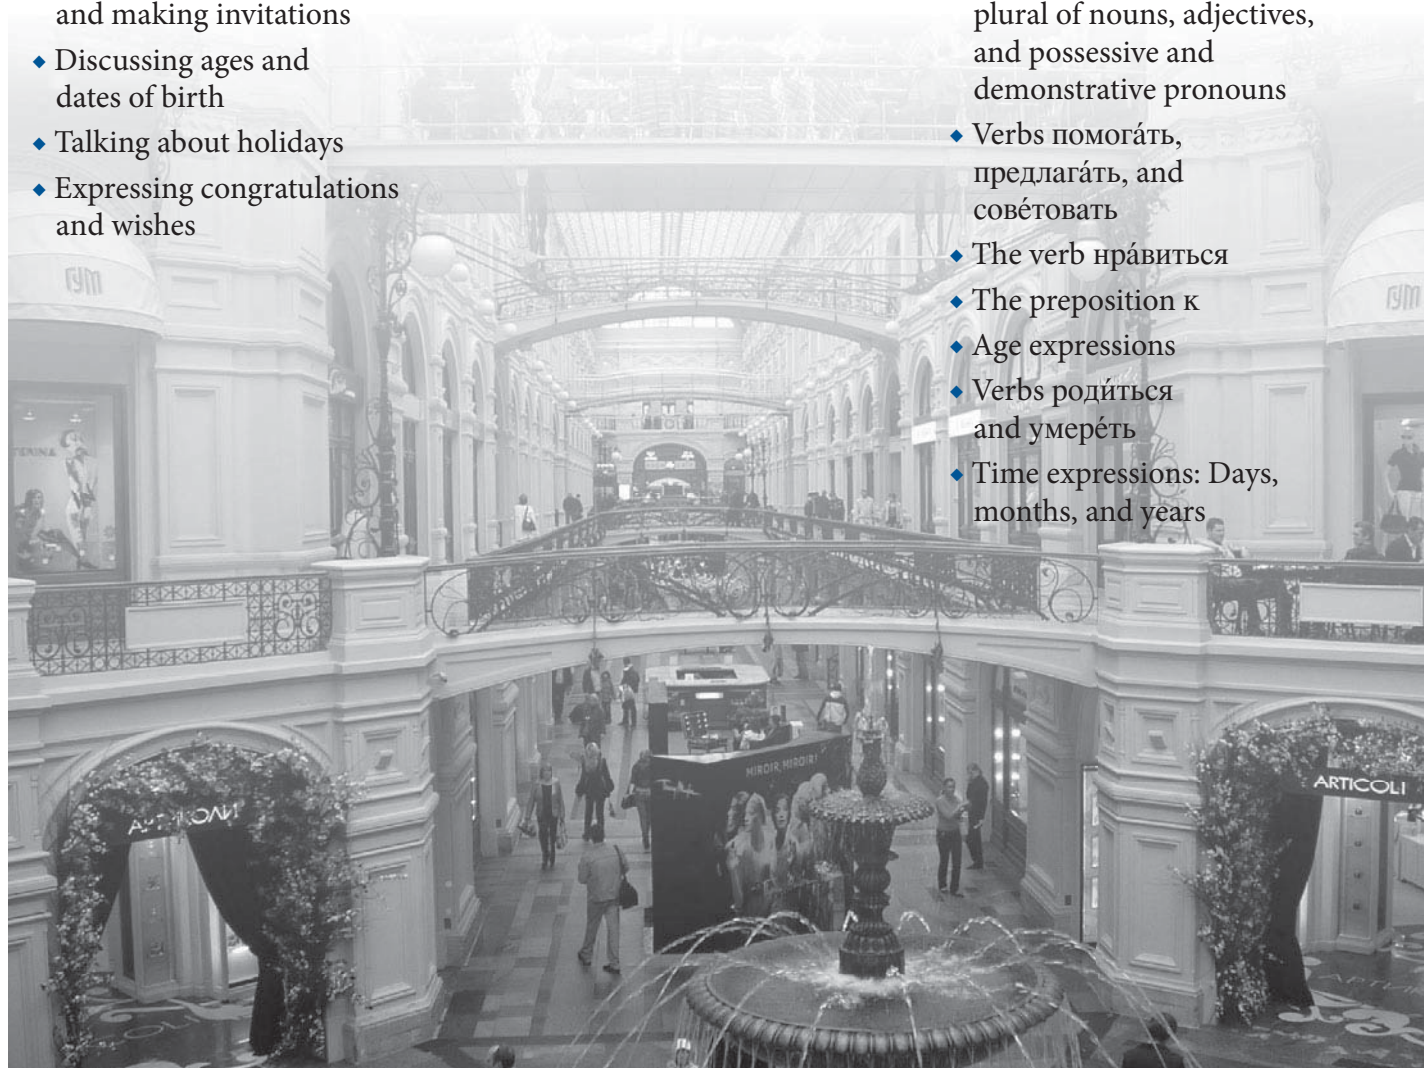 and making invitations
◆ Discussing ages and
dates of birth
◆ Talking about holidays
◆ Expressing congratulations
and wishes
plural of nouns, adjectives,
and possessive and
demonstrative pronouns
◆ Verbs помога́ть,
предлага́ть, and
сове́товать
◆ The verb нра́виться
◆ The preposition к
◆ Age expressions
◆ Verbs роди́ться
and умере́ть
◆ Time expressions: Days,
months, and years
ГУМ
ГУМ
MIROIR, MIROIR!
ARTICOLI